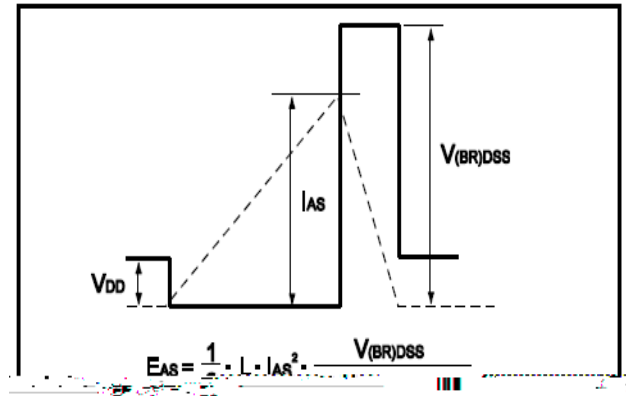 V(BR)DSS
IAS
VDD
EAS = 1 · L · IAS² · V(BR)DSS